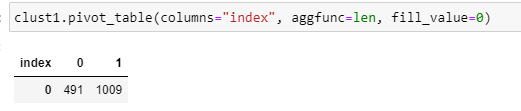 clust1.pivot_table(columns="index", aggfunc=len, fill_value=0)
index 0 1
0 491 1009